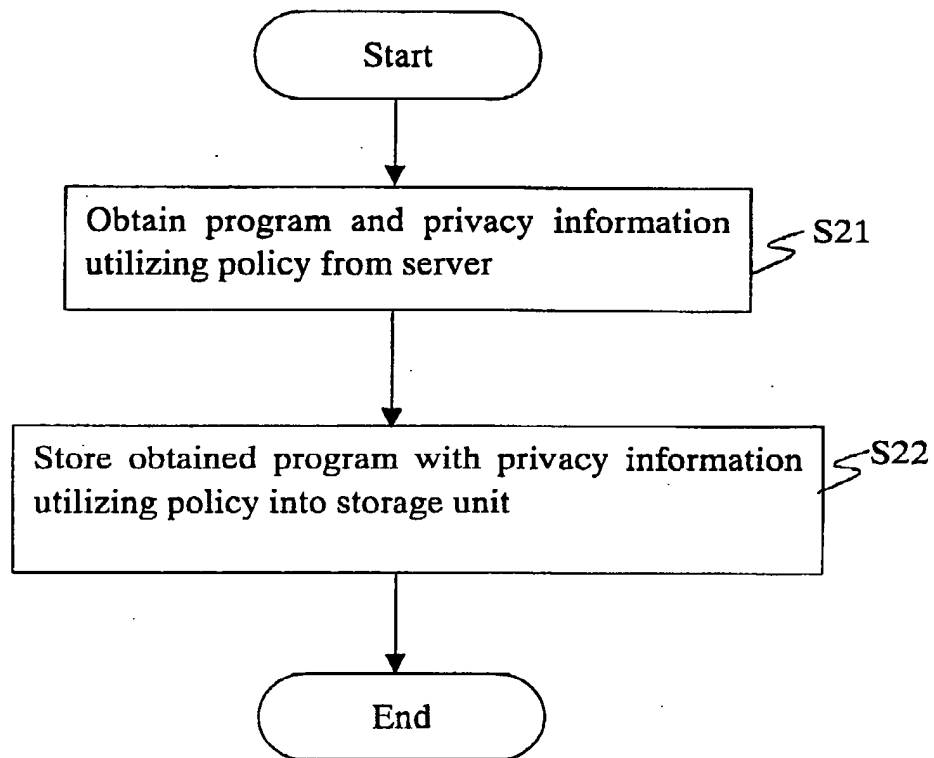 Start
Obtain program and privacy information
utilizing policy from server
S21
Store obtained program with privacy information
utilizing policy into storage unit
S22
End